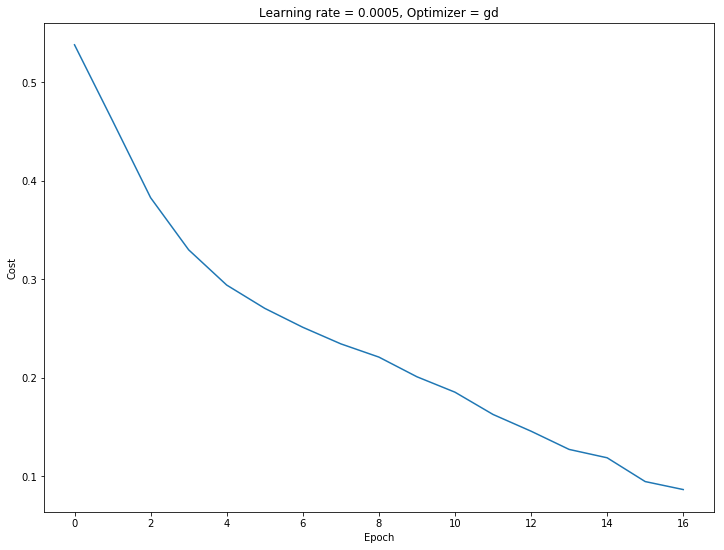 Learning rate = 0.0005, Optimizer = gd
0.5
0.4
0.3
0.2
0.1
Cost
0 2 4 6 8 10 12 14 16
Epoch